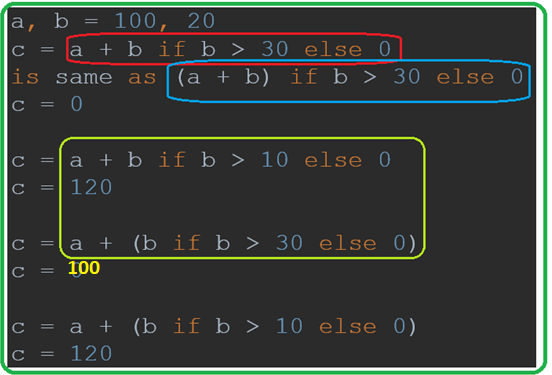 a, b = 100, 20
c = a + b if b > 30 else 0
is same as (a + b) if b > 30 else 0
c = 0
c = a + b if b > 10 else 0
c = 120
c = a + (b if b > 30 else 0)
c = 100
c = a + (b if b > 10 else 0)
c = 120